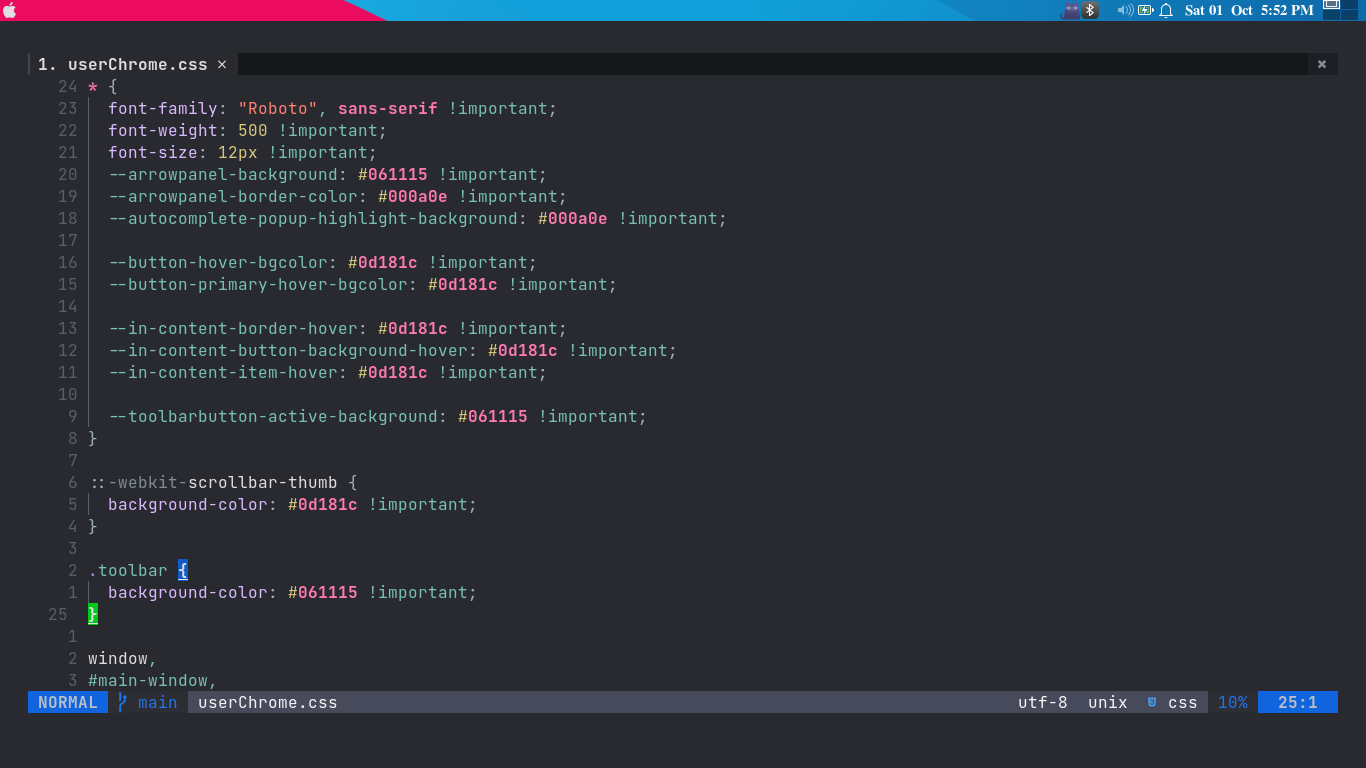 Sat 01 Oct 5:52 PM
1. userChrome.css ×
24 * {
23 font-family: "Roboto", sans-serif !important;
22 font-weight: 500 !important;
21 font-size: 12px !important;
20 --arrowpanel-background: #061115 !important;
19 --arrowpanel-border-color: #000a0e !important;
18 --autocomplete-popup-highlight-background: #000a0e !important;
17
16 --button-hover-bgcolor: #0d181c !important;
15 --button-primary-hover-bgcolor: #0d181c !important;
14
13 --in-content-border-hover: #0d181c !important;
12 --in-content-button-background-hover: #0d181c !important;
11 --in-content-item-hover: #0d181c !important;
10
9 --toolbarbutton-active-background: #061115 !important;
8 }
7
6 ::-webkit-scrollbar-thumb {
5 background-color: #0d181c !important;
4 }
3
2 .toolbar {
1 background-color: #061115 !important;
25 }
1
2 window,
3 #main-window,
NORMAL main userChrome.css utf-8 unix css 10% 25:1